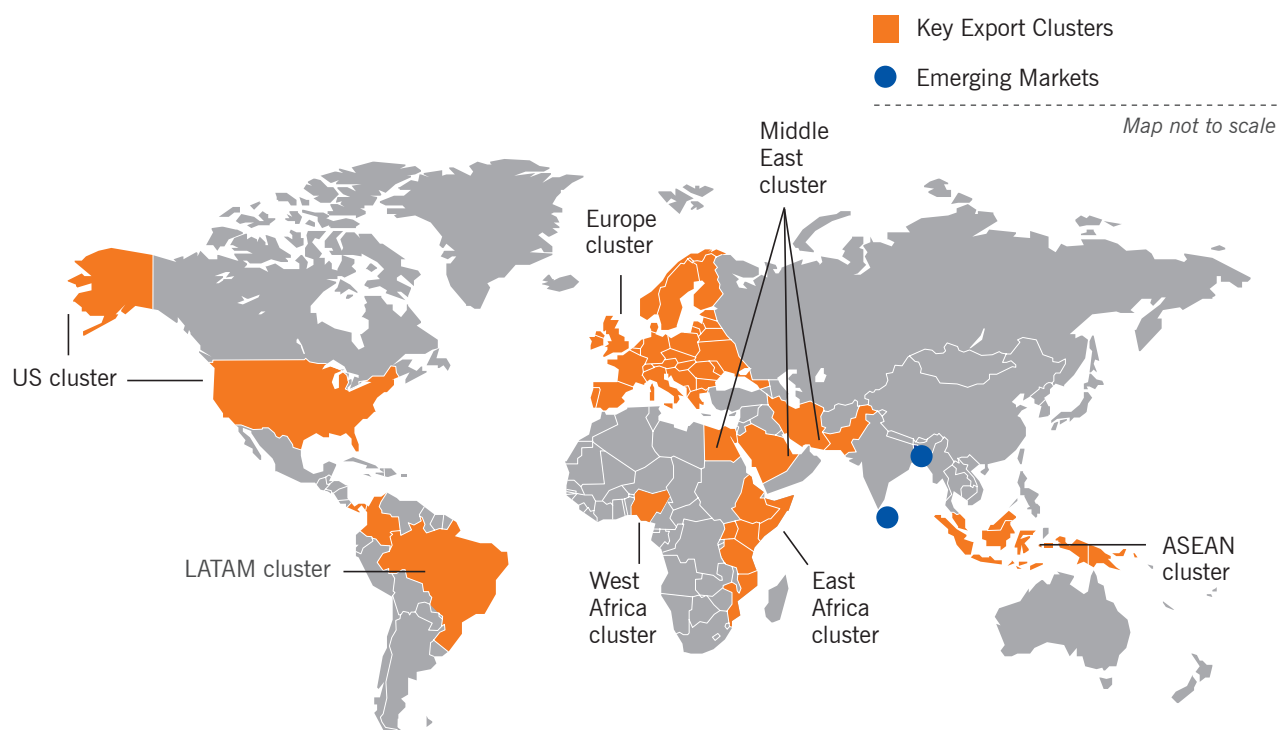 Key Export Clusters
Emerging Markets
Map not to scale
Middle
East
cluster
Europe
cluster
US cluster
LATAM cluster
West
Africa
cluster
East
Africa
cluster
ASEAN
cluster